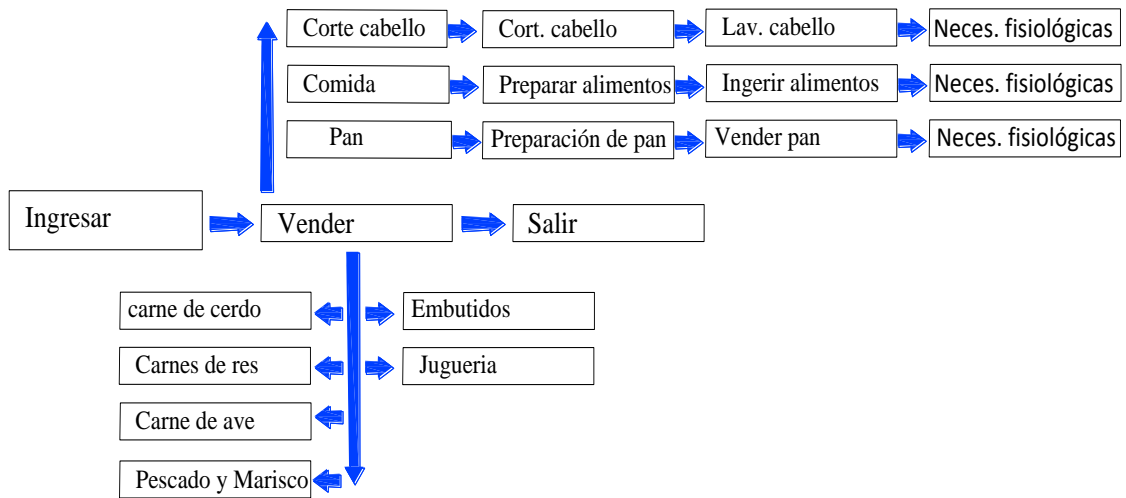 Corte cabello Cort. cabello Lav. cabello Neces. fisiológicas
Comida Preparar alimentos Ingerir alimentos Neces. fisiológicas
Pan Preparación de pan Vender pan Neces. fisiológicas
Ingresar Vender Salir
carne de cerdo Embutidos
Carnes de res Jugueria
Carne de ave
Pescado y Marisco